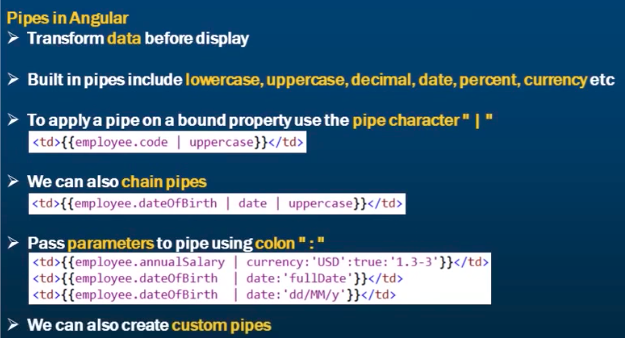 Pipes in Angular
➢ Transform data before display
➢ Built in pipes include lowercase, uppercase, decimal, date, percent, currency etc
➢ To apply a pipe on a bound property use the pipe character " | "
<td>{{employee.code | uppercase}}</td>
➢ We can also chain pipes
<td>{{employee.dateOfBirth | date | uppercase}}</td>
➢ Pass parameters to pipe using colon " : "
<td>{{employee.annualSalary | currency:'USD':true:'1.3-3'}}</td>
<td>{{employee.dateOfBirth | date:'fullDate'}}</td>
<td>{{employee.dateOfBirth | date:'dd/MM/y'}}</td>
➢ We can also create custom pipes